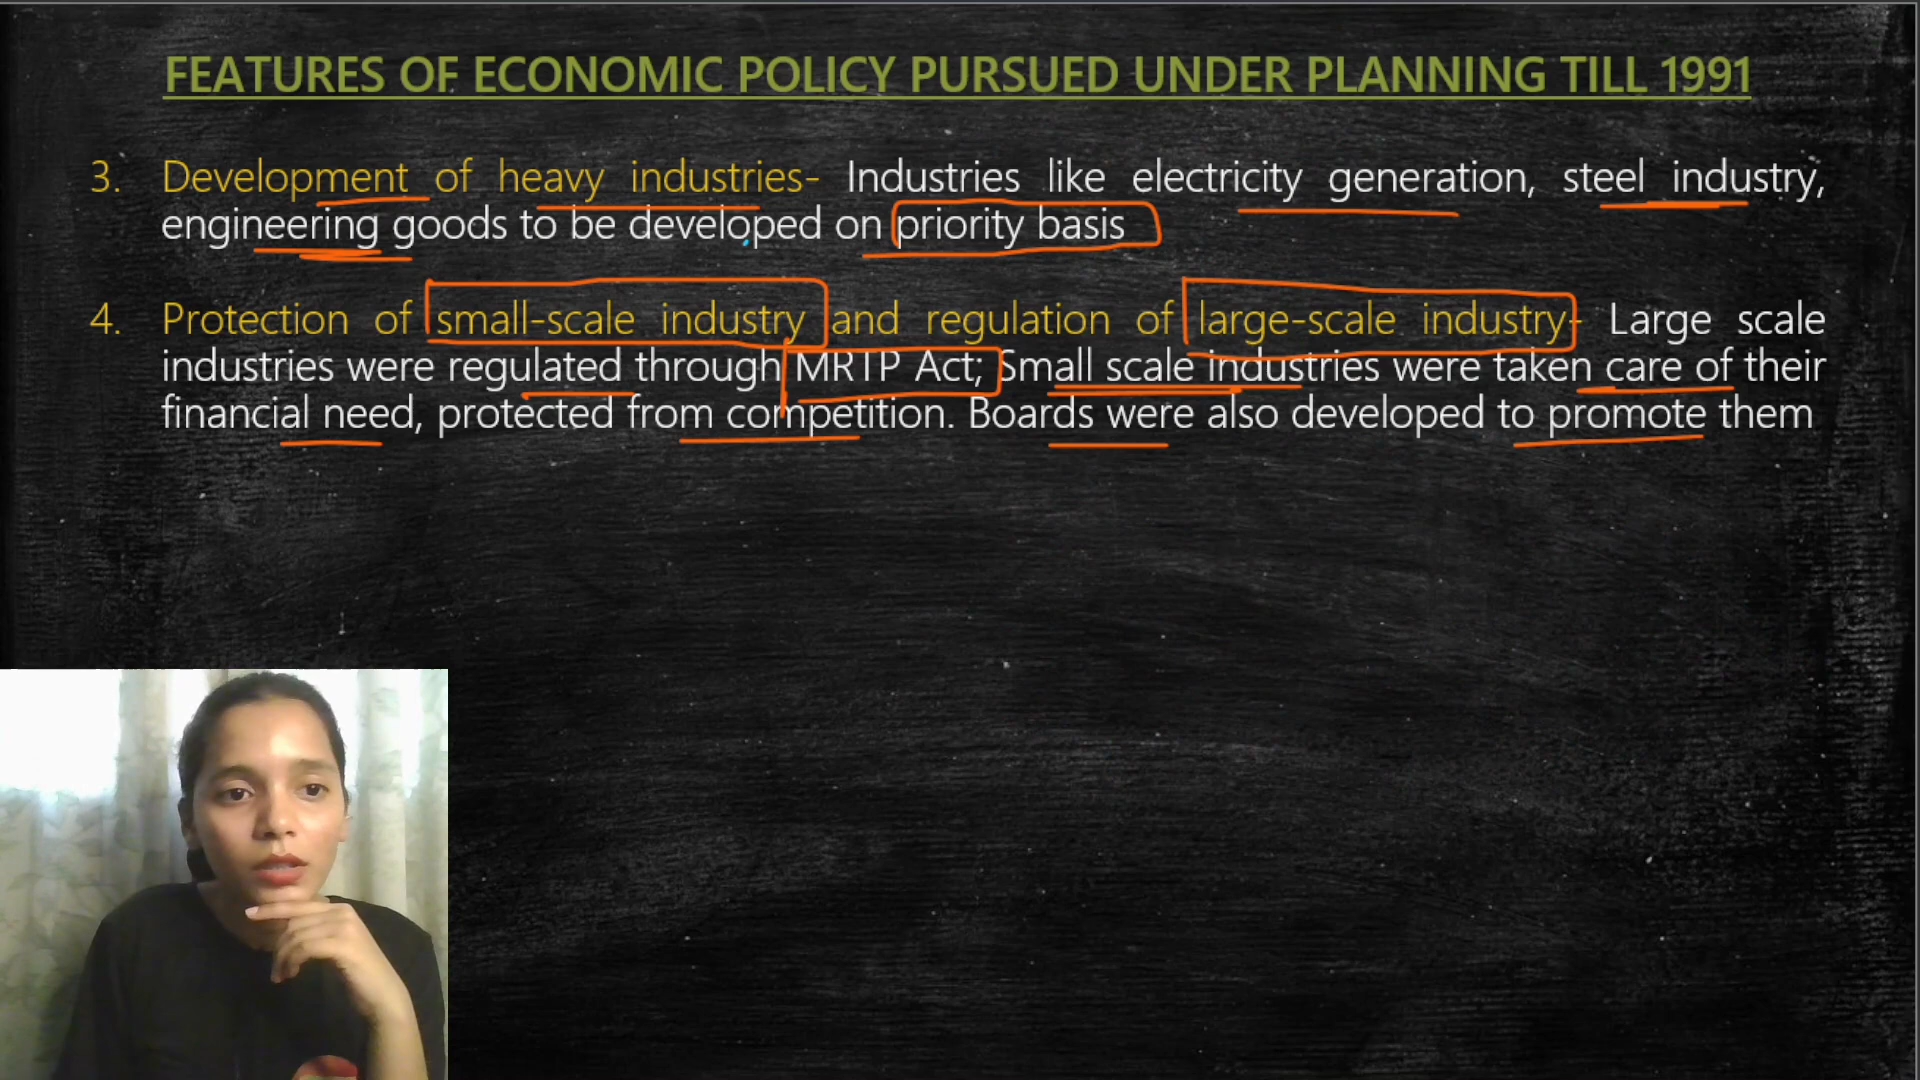 FEATURES OF ECONOMIC POLICY PURSUED UNDER PLANNING TILL 1991
3. Development of heavy industries- Industries like electricity generation, steel industry,
engineering goods to be developed on priority basis
4. Protection of small-scale industry and regulation of large-scale industry- Large scale
industries were regulated through MRTP Act; Small scale industries were taken care of their
financial need, protected from competition. Boards were also developed to promote them